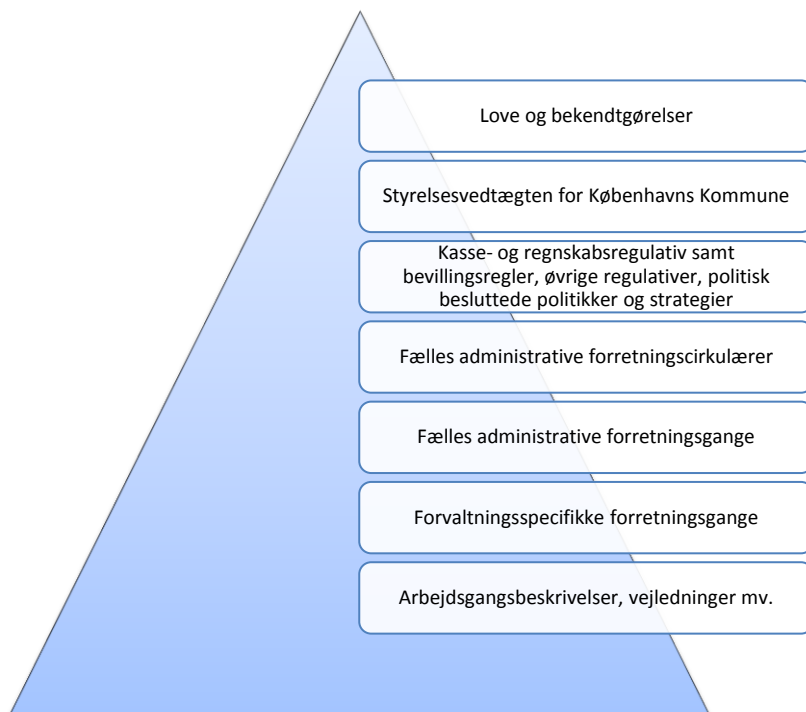 Love og bekendtgørelser
Styrelsesvedtægten for Københavns Kommune
Kasse- og regnskabsregulativ samt
bevillingsregler, øvrige regulativer, politisk
besluttede politikker og strategier
Fælles administrative forretningscirkulærer
Fælles administrative forretningsgange
Forvaltningsspecifikke forretningsgange
Arbejdsgangsbeskrivelser, vejledninger mv.